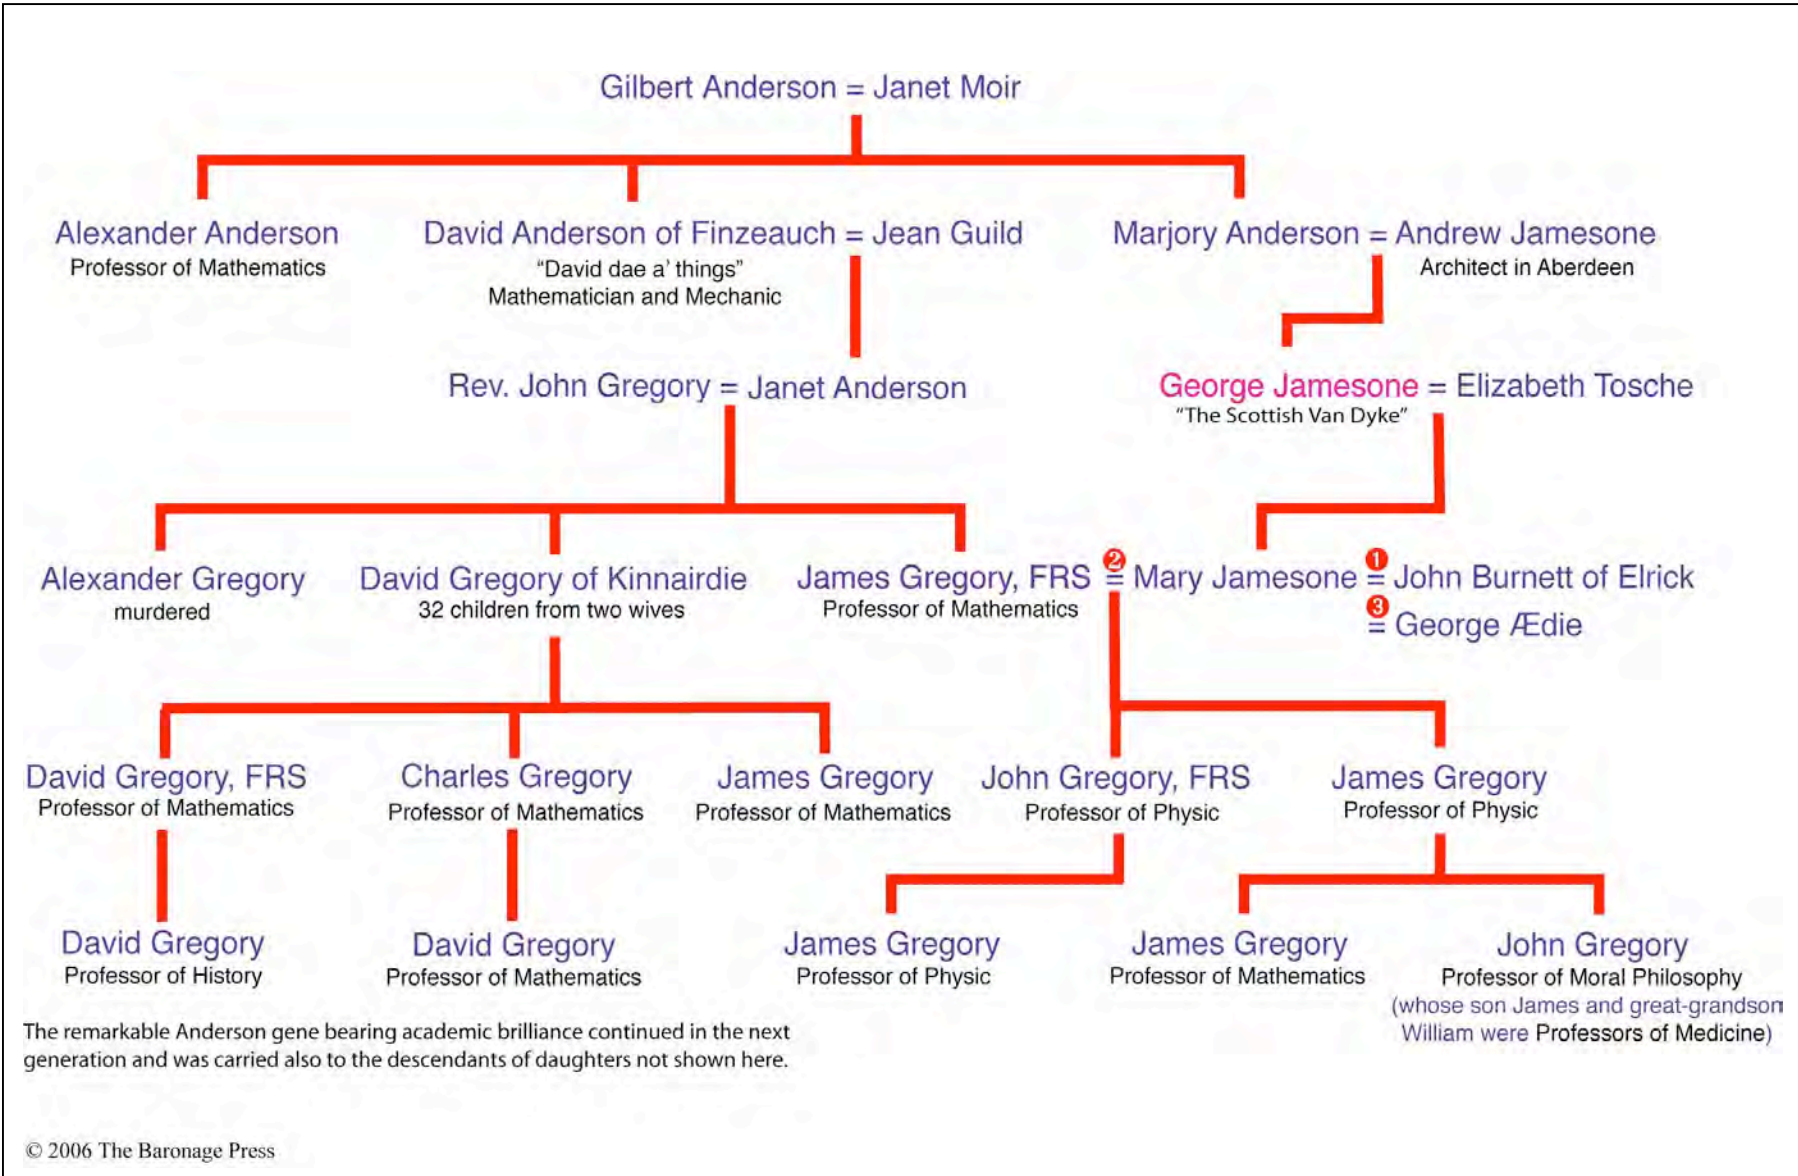 Gilbert Anderson = Janet Moir
Alexander Anderson
Professor of Mathematics
David Anderson of Finzeauch = Jean Guild
“David dae a’ things”
Mathematician and Mechanic
Marjory Anderson = Andrew Jamesone
Architect in Aberdeen
Rev. John Gregory = Janet Anderson
George Jamesone = Elizabeth Tosche
“The Scottish Van Dyke”
Alexander Gregory
murdered
David Gregory of Kinnairdie
32 children from two wives
James Gregory, FRS 2 = Mary Jamesone 1 = John Burnett of Elrick
Professor of Mathematics
3 = George Ædie
David Gregory, FRS
Professor of Mathematics
Charles Gregory
Professor of Mathematics
James Gregory
Professor of Mathematics
John Gregory, FRS
Professor of Physic
James Gregory
Professor of Physic
David Gregory
Professor of History
David Gregory
Professor of Mathematics
James Gregory
Professor of Physic
James Gregory
Professor of Mathematics
John Gregory
Professor of Moral Philosophy
(whose son James and great-grandson
William were Professors of Medicine)
The remarkable Anderson gene bearing academic brilliance continued in the next
generation and was carried also to the descendants of daughters not shown here.
© 2006 The Baronage Press